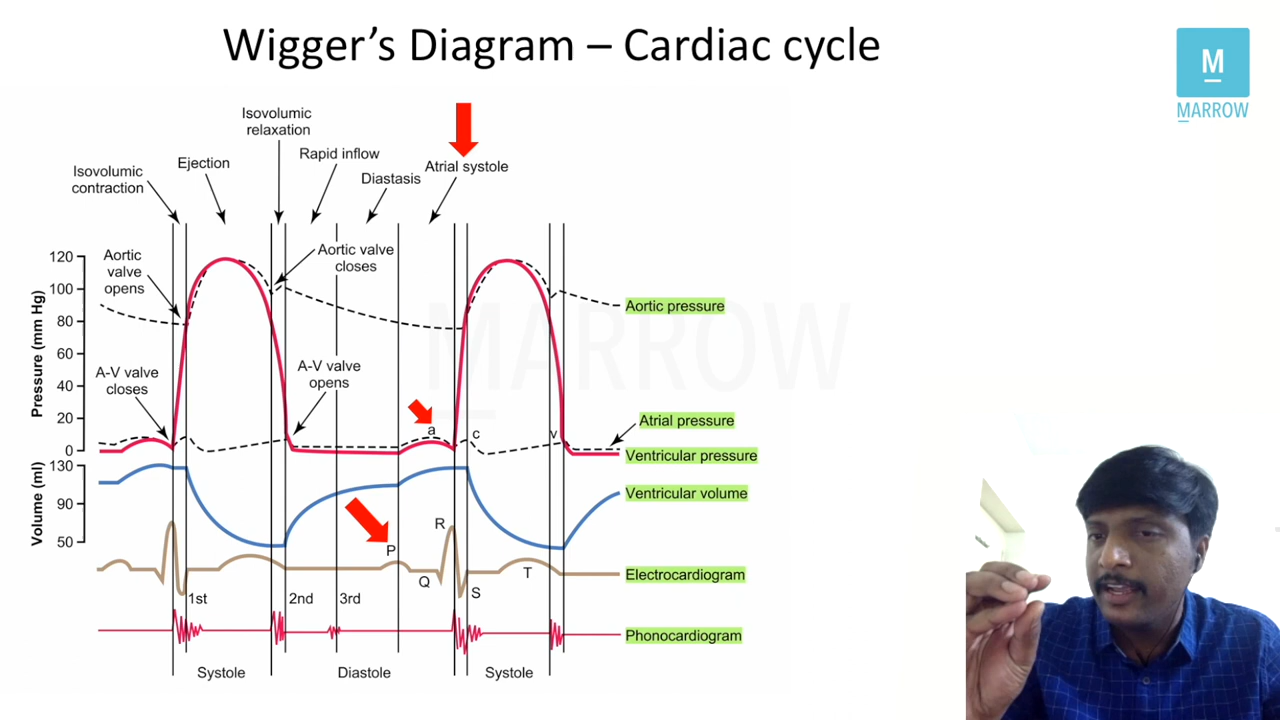 Wigger’s Diagram – Cardiac cycle
M
MARROW
Isovolumic
relaxation
Ejection
Rapid inflow
Atrial systole
Isovolumic
contraction
Diastasis
Aortic
valve
opens
Aortic valve
closes
120
100
80
60
40
20
0
Pressure (mm Hg)
A-V valve
closes
A-V valve
opens
a
c
v
Aortic pressure
Atrial pressure
Ventricular pressure
MARROW
130
90
50
Volume (ml)
Ventricular volume
R
P
Q
S
T
Electrocardiogram
1st
2nd
3rd
Phonocardiogram
Systole
Diastole
Systole